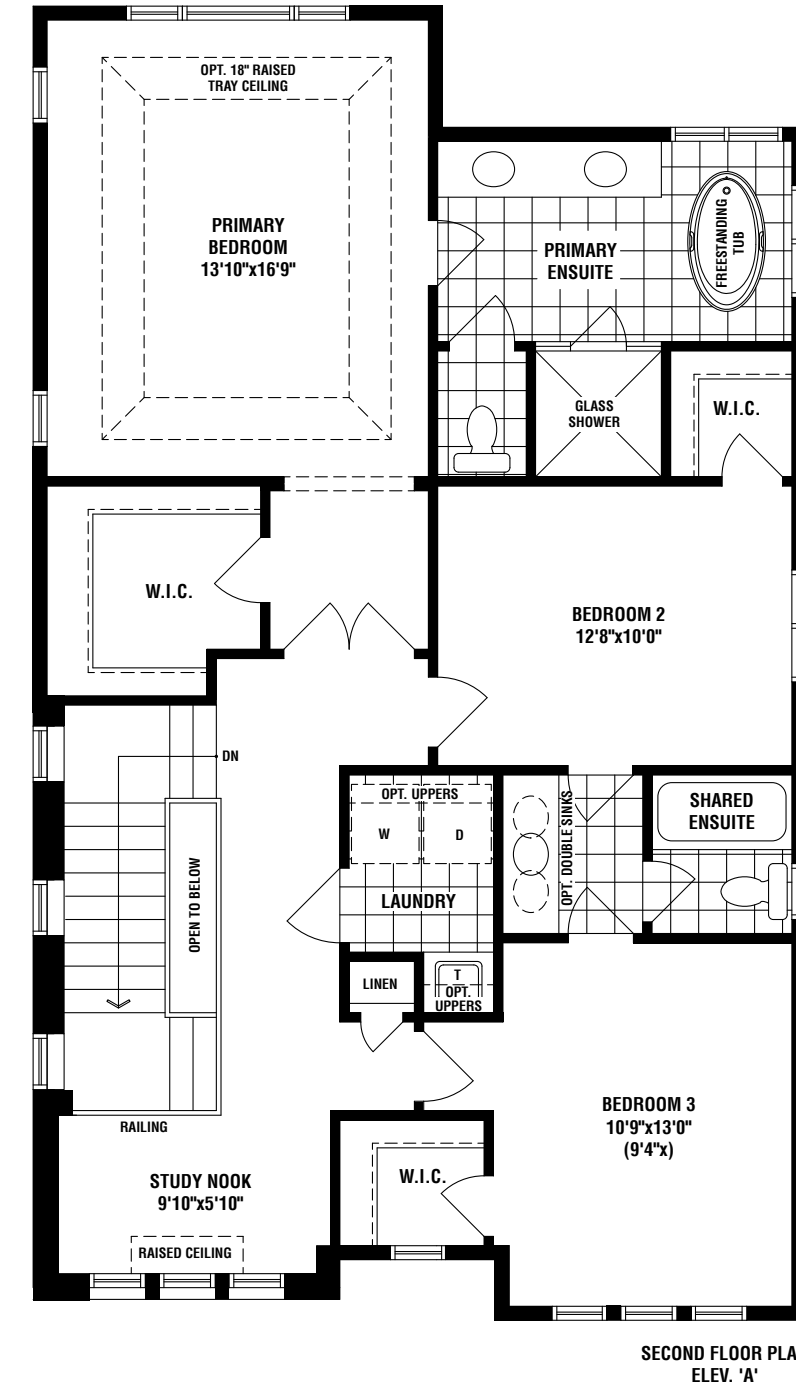 OPT. 18" RAISED
TRAY CEILING
PRIMARY
BEDROOM
13'10"x16'9"
PRIMARY
ENSUITE
FREESTANDING
TUB
GLASS
SHOWER
W.I.C.
W.I.C.
BEDROOM 2
12'8"x10'0"
DN
OPEN TO BELOW
OPT. UPPERS
W
D
LAUNDRY
OPT. DOUBLE SINKS
SHARED
ENSUITE
LINEN
T
OPT.
UPPERS
BEDROOM 3
10'9"x13'0"
(9'4"x)
RAILING
STUDY NOOK
9'10"x5'10"
W.I.C.
RAISED CEILING
SECOND FLOOR PLA
ELEV. 'A'